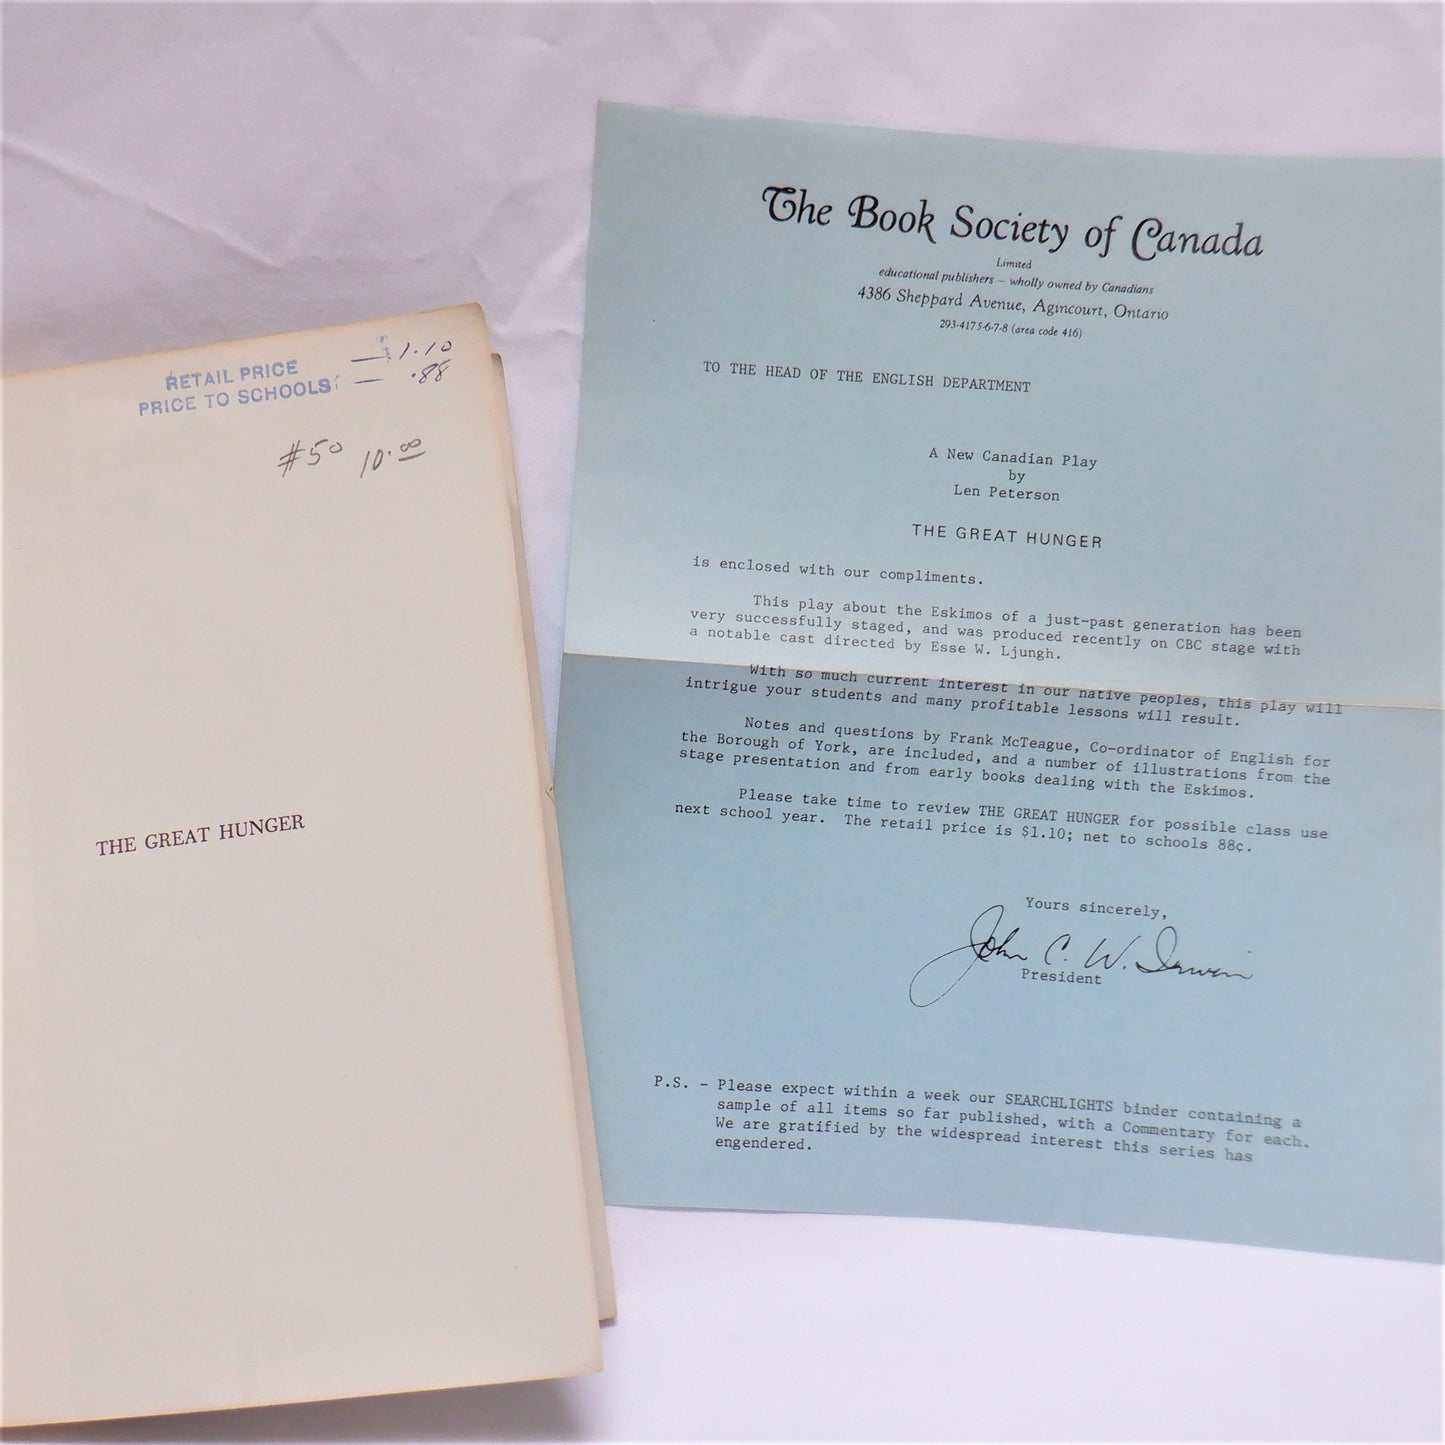 RETAIL PRICE — 1.10
PRICE TO SCHOOLS — .88
#50 10.00
THE GREAT HUNGER
The Book Society of Canada
Limited
educational publishers – wholly owned by Canadians
4386 Sheppard Avenue, Agincourt, Ontario
293-4175-6-7-8 (area code 416)
TO THE HEAD OF THE ENGLISH DEPARTMENT
A New Canadian Play
by
Len Peterson
THE GREAT HUNGER
is enclosed with our compliments.
This play about the Eskimos of a just-past generation has been
very successfully staged, and was produced recently on CBC stage with
a notable cast directed by Esse W. Ljungh.
With so much current interest in our native peoples, this play will
intrigue your students and many profitable lessons will result.
Notes and questions by Frank McTeague, Co-ordinator of English for
the Borough of York, are included, and a number of illustrations from the
stage presentation and from early books dealing with the Eskimos.
Please take time to review THE GREAT HUNGER for possible class use
next school year. The retail price is $1.10; net to schools 88¢.
Yours sincerely,
John C. W. Irwin
President
P.S. - Please expect within a week our SEARCHLIGHTS binder containing a
sample of all items so far published, with a Commentary for each.
We are gratified by the widespread interest this series has
engendered.